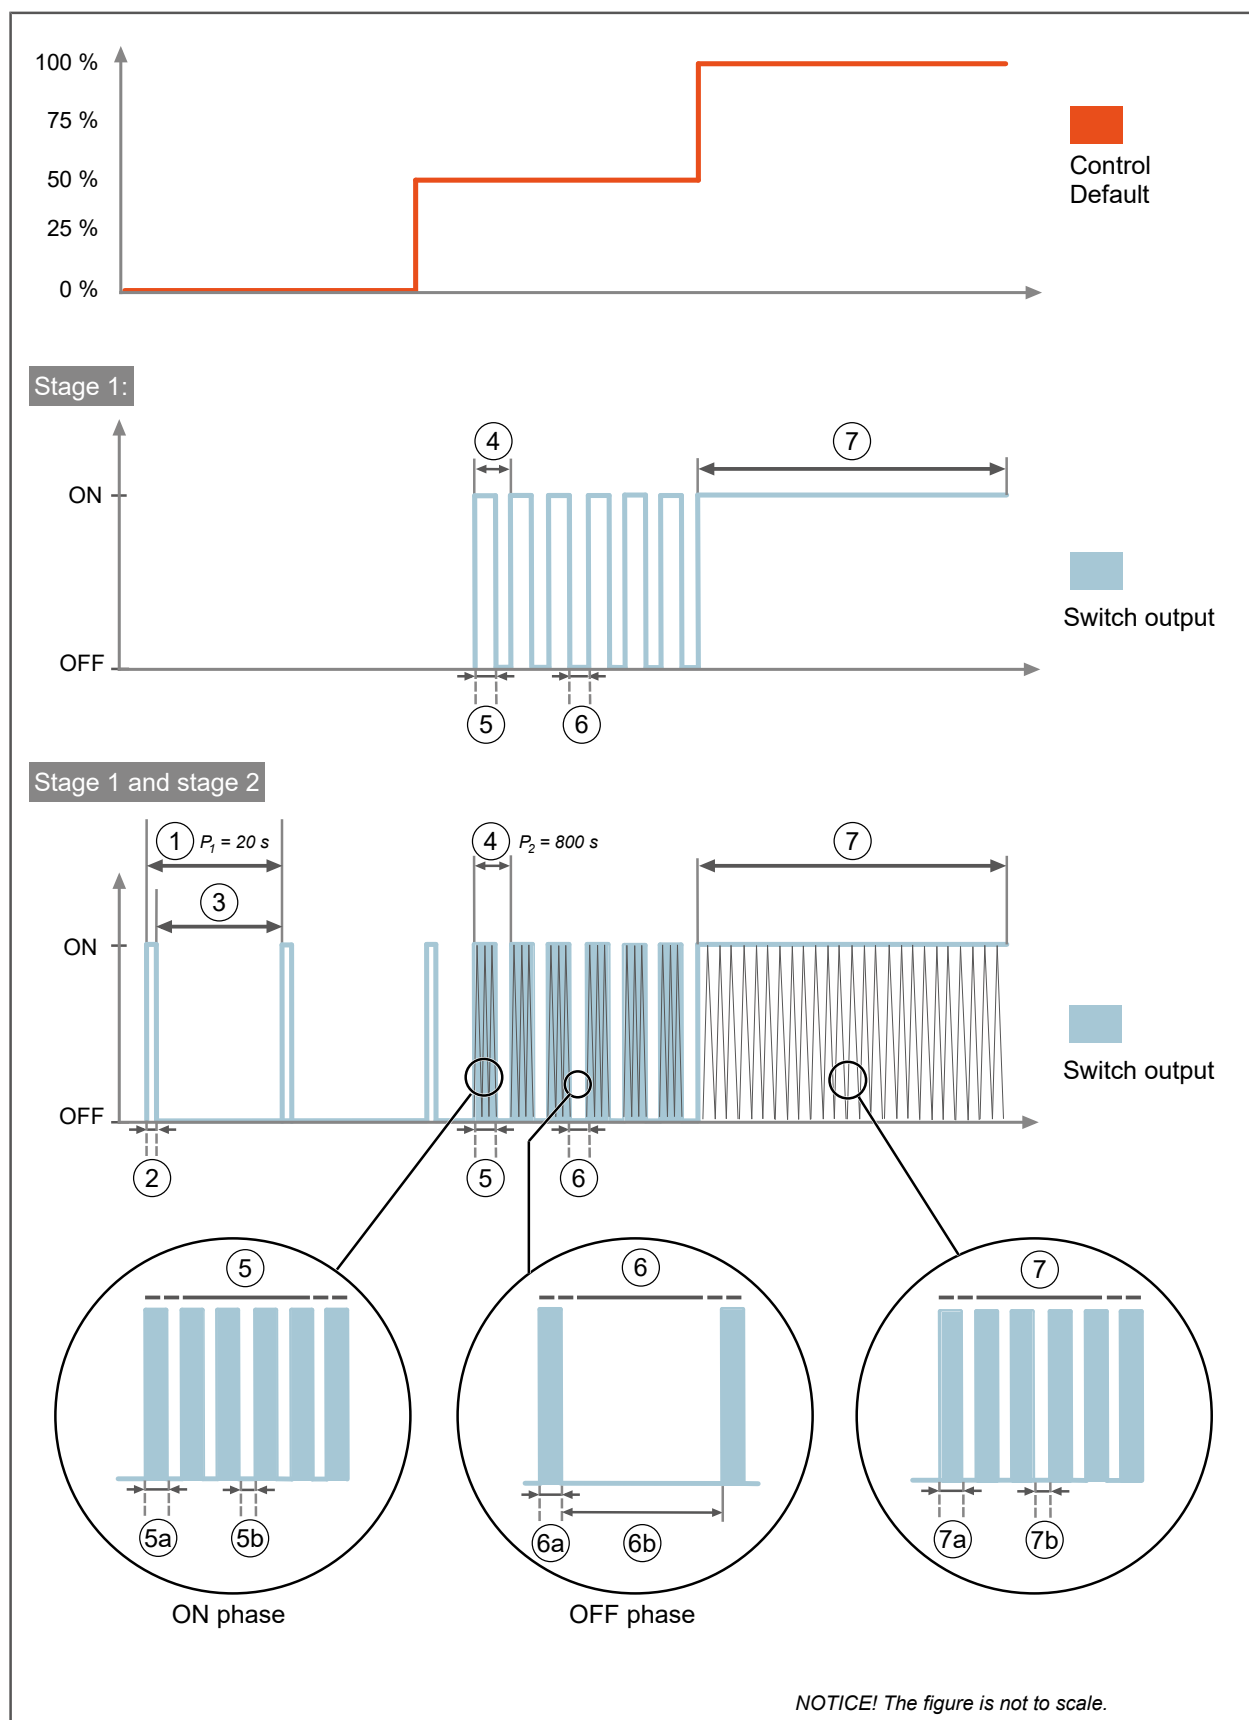 100 %
75 %
50 %
25 %
0 %
Control
Default
Stage 1:
4
7
ON
OFF
Switch output
5
6
Stage 1 and stage 2
1 P1 = 20 s
4 P2 = 800 s
7
3
ON
OFF
Switch output
2
5
6
5
6
7
5a
5b
6a
6b
7a
7b
ON phase
OFF phase
NOTICE! The figure is not to scale.